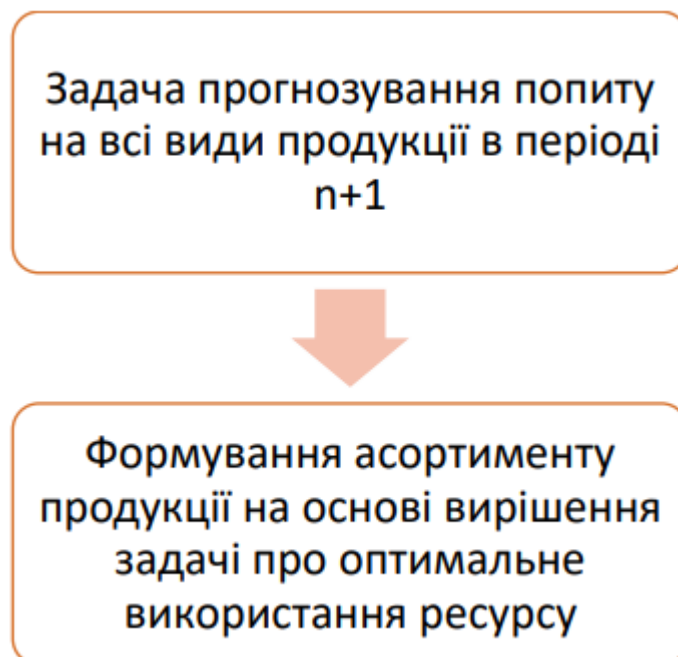 Задача прогнозування попиту
на всі види продукції в періоді
n+1
Формування асортименту
продукції на основі вирішення
задачі про оптимальне
використання ресурсу